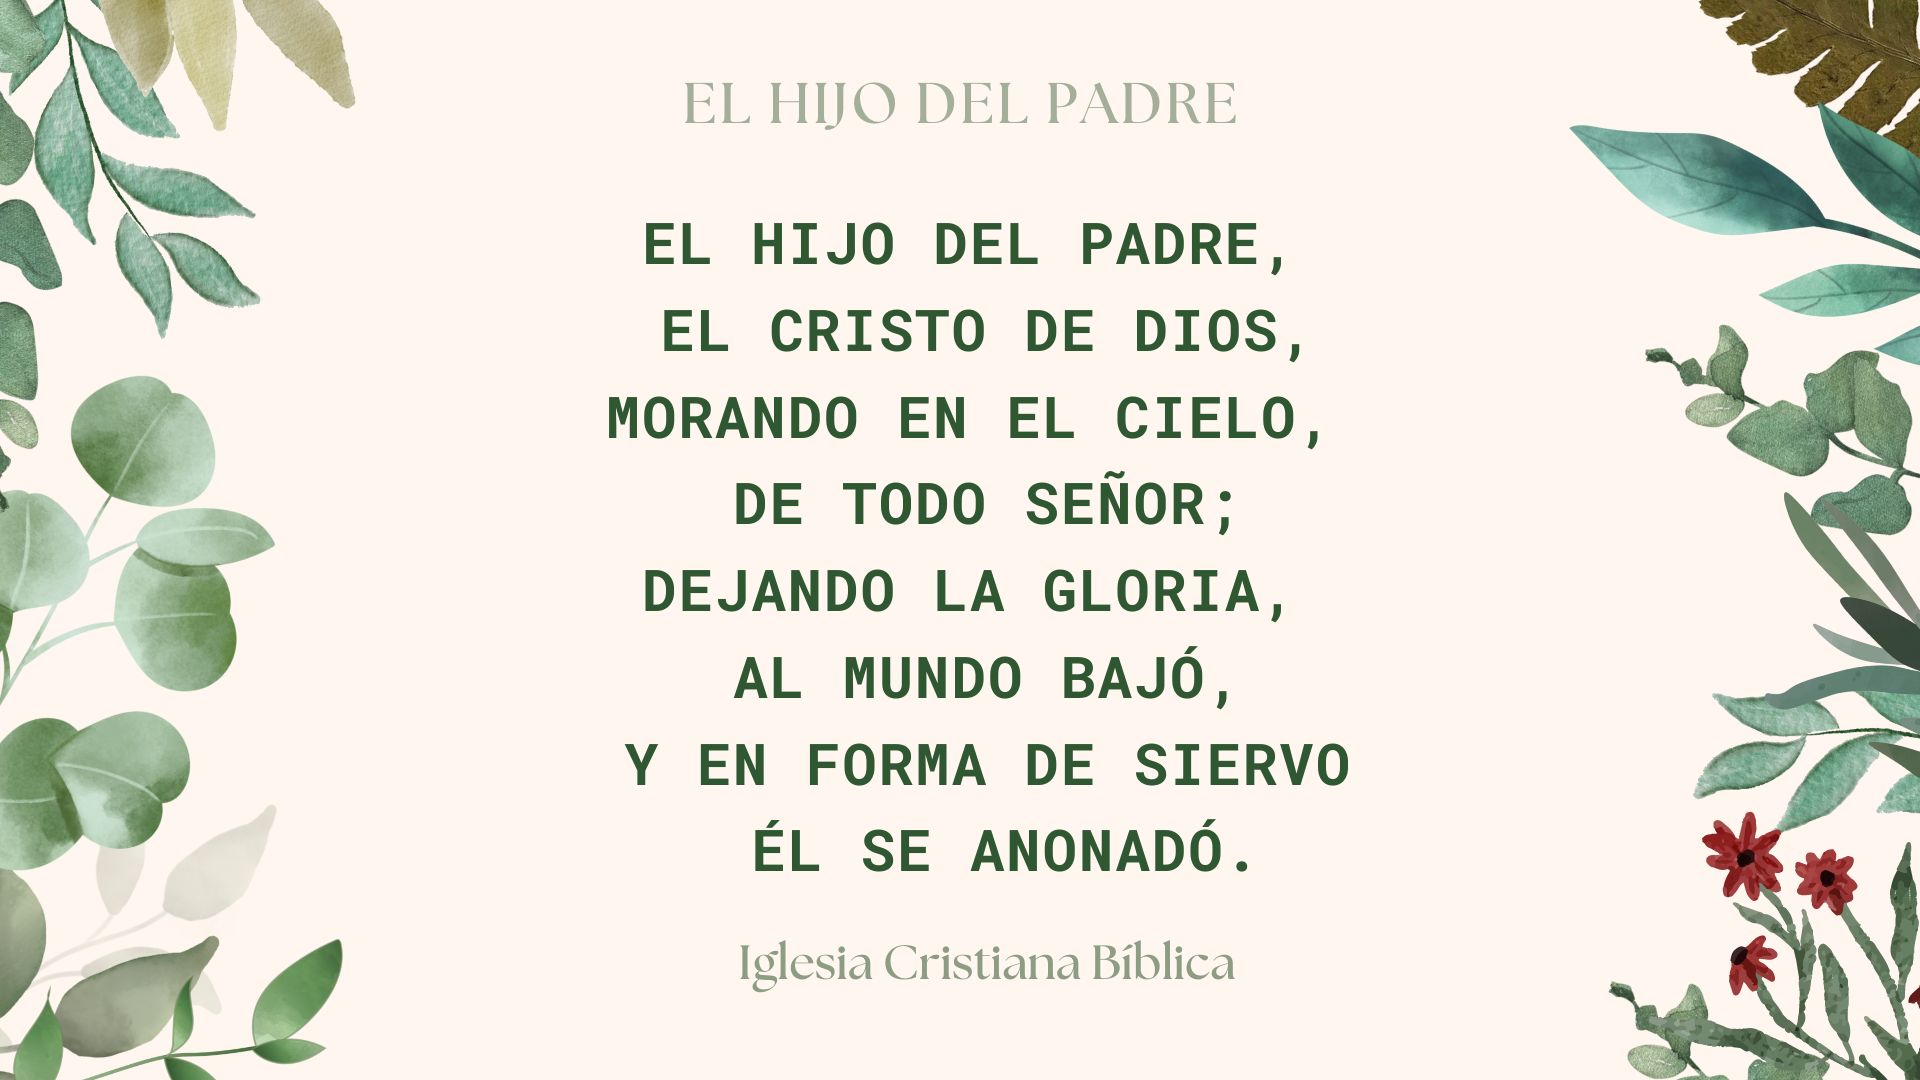 EL HIJO DEL PADRE
EL HIJO DEL PADRE,
EL CRISTO DE DIOS,
MORANDO EN EL CIELO,
DE TODO SEÑOR;
DEJANDO LA GLORIA,
AL MUNDO BAJÓ,
Y EN FORMA DE SIERVO
ÉL SE ANONADÓ.
Iglesia Cristiana Bíblica